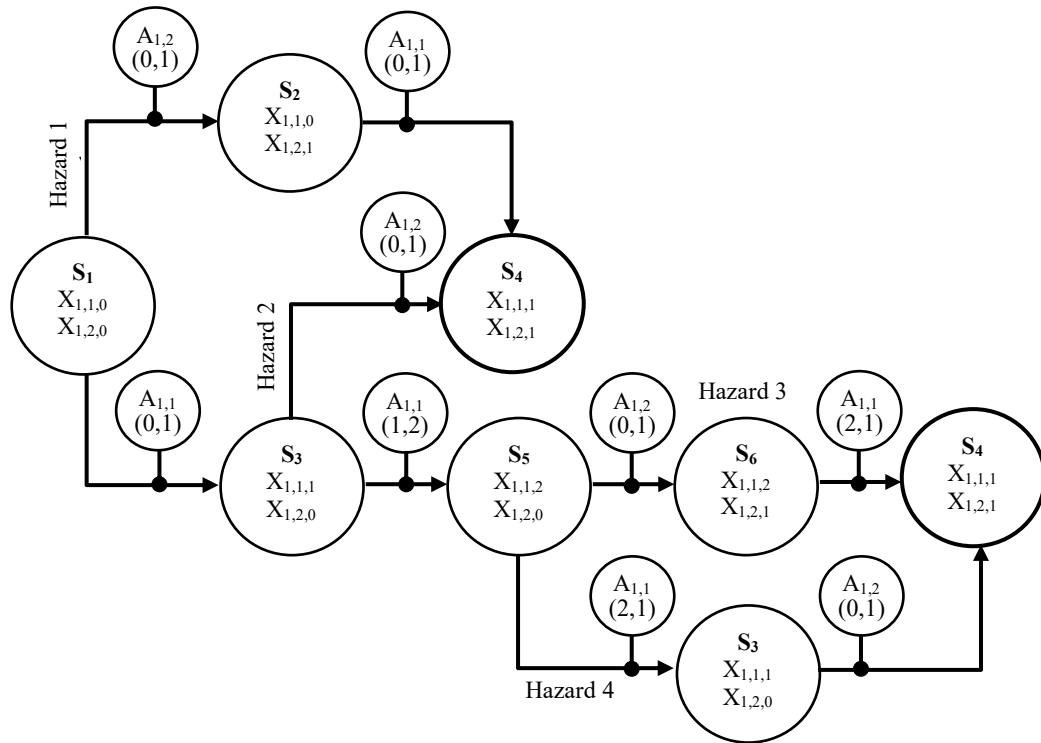 A1,2
(0,1)
A1,1
(0,1)
S2
X1,1,0
X1,2,1
Hazard 1
A1,2
(0,1)
S1
X1,1,0
X1,2,0
S4
X1,1,1
X1,2,1
Hazard 2
A1,1
(0,1)
A1,1
(1,2)
A1,2
(0,1)
Hazard 3
A1,1
(2,1)
S3
X1,1,1
X1,2,0
S5
X1,1,2
X1,2,0
S6
X1,1,2
X1,2,1
S4
X1,1,1
X1,2,1
A1,1
(2,1)
A1,2
(0,1)
S3
X1,1,1
X1,2,0
Hazard 4